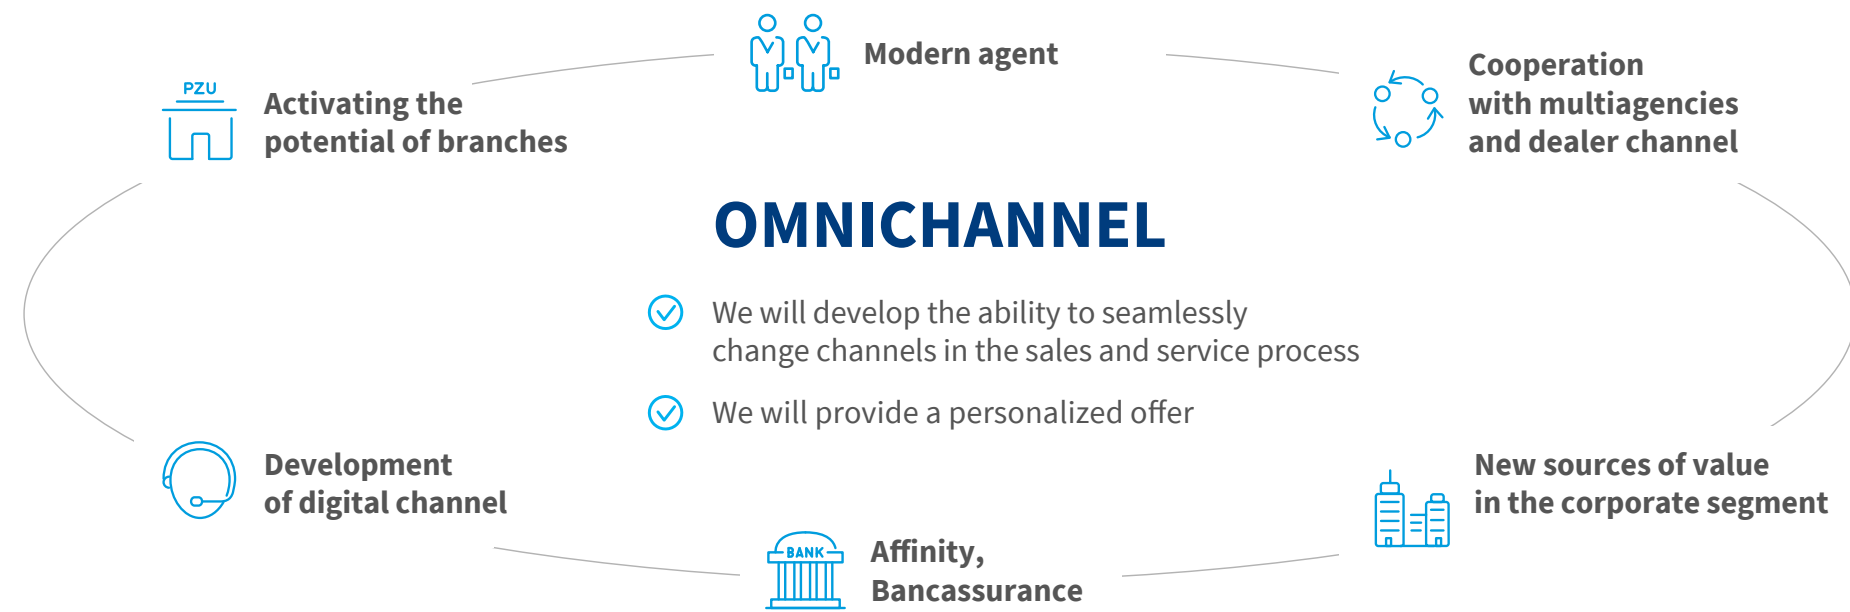 Modern agent
PZU
Activating the
potential of branches
Cooperation
with multiagencies
and dealer channel
OMNICHANNEL
We will develop the ability to seamlessly
change channels in the sales and service process
We will provide a personalized offer
Development
of digital channel
BANK
Affinity,
Bancassurance
New sources of value
in the corporate segment